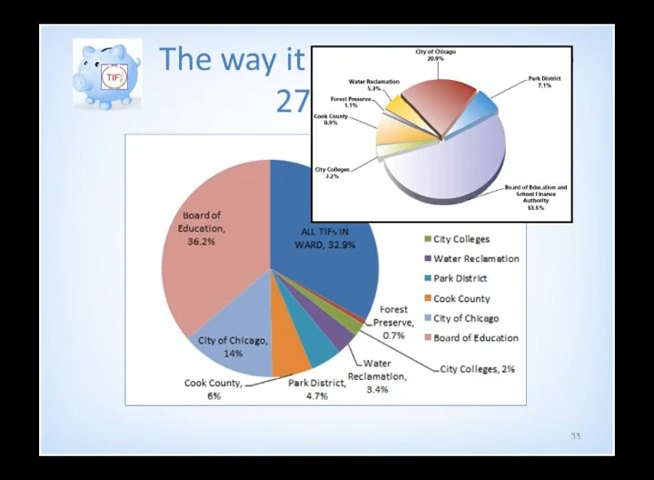 TIF
The way it
27
City of Chicago
20.9%
Park District
7.1%
Water Reclamation
5.3%
Forest Preserve
1.1%
Cook County
8.9%
City Colleges
3.2%
Board of Education and
School Finance
Authority
53.5%
Board of
Education,
36.2%
ALL TIFs IN
WARD, 32.9%
City of Chicago,
14%
Cook County,
6%
Park District,
4.7%
Water
Reclamation,
3.4%
Forest
Preserve,
0.7%
City Colleges, 2%
City Colleges
Water Reclamation
Park District
Cook County
City of Chicago
Board of Education
33